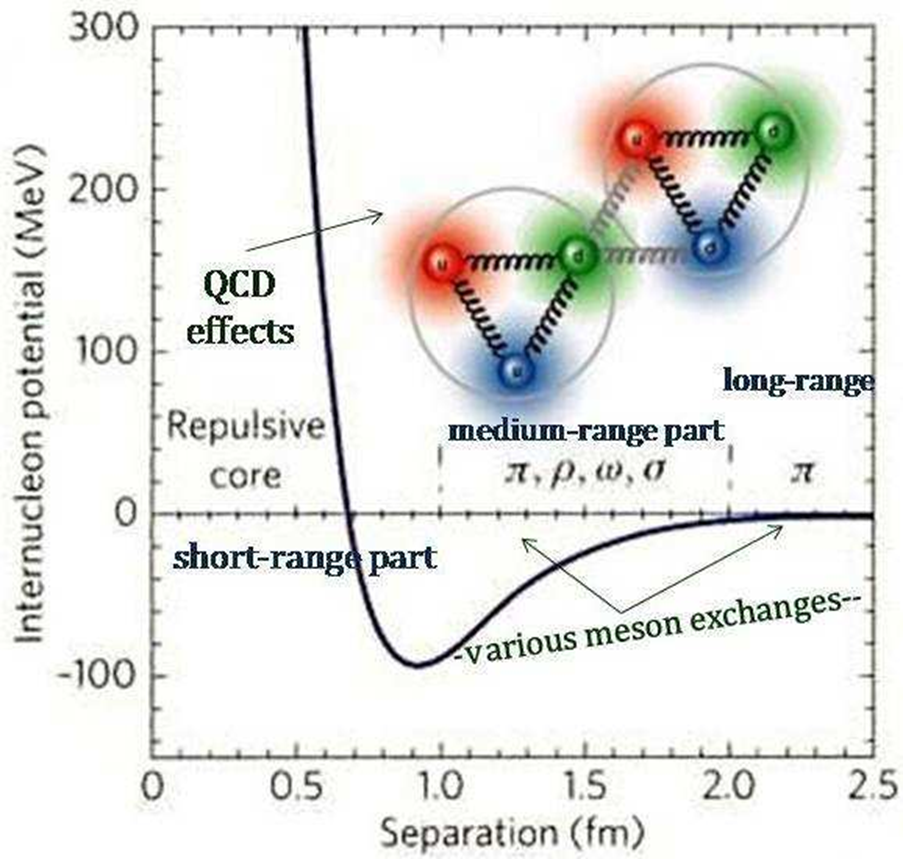 300
200
100
0
-100
Internucleon potential (MeV)
QCD
effects
u
d
u
u
d
d
long-range
Repulsive
core
medium-range part
π, ρ, ω, σ
π
short-range part
-various meson exchanges--
0
0.5
1.0
1.5
2.0
2.5
Separation (fm)